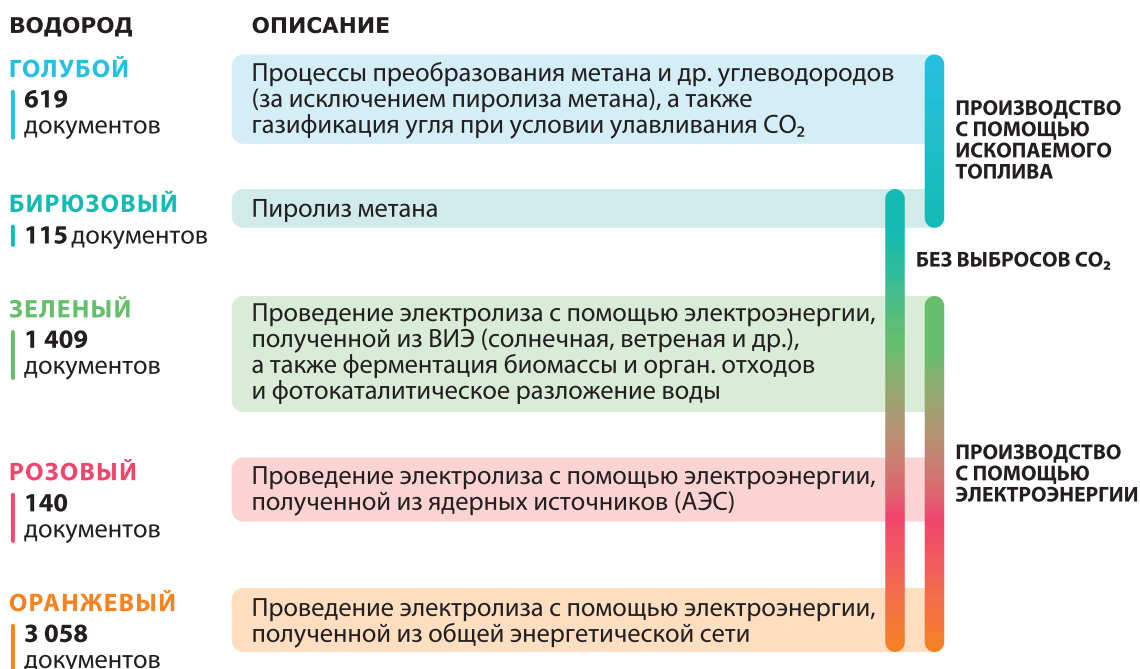 ВОДОРОД
ОПИСАНИЕ
ГОЛУБОЙ
619
документов
Процессы преобразования метана и др. углеводородов
(за исключением пиролиза метана), а также
газификация угля при условии улавливания CO₂
ПРОИЗВОДСТВО
С ПОМОЩЬЮ
ИСКОПАЕМОГО
ТОПЛИВА
БИРЮЗОВЫЙ
115 документов
Пиролиз метана
БЕЗ ВЫБРОСОВ CO₂
ЗЕЛЕНЫЙ
1 409
документов
Проведение электролиза с помощью электроэнергии,
полученной из ВИЭ (солнечная, ветреная и др.),
а также ферментация биомассы и орган. отходов
и фотокаталитическое разложение воды
РОЗОВЫЙ
140
документов
Проведение электролиза с помощью электроэнергии,
полученной из ядерных источников (АЭС)
ПРОИЗВОДСТВО
С ПОМОЩЬЮ
ЭЛЕКТРОЭНЕРГИИ
ОРАНЖЕВЫЙ
3 058
документов
Проведение электролиза с помощью электроэнергии,
полученной из общей энергетической сети